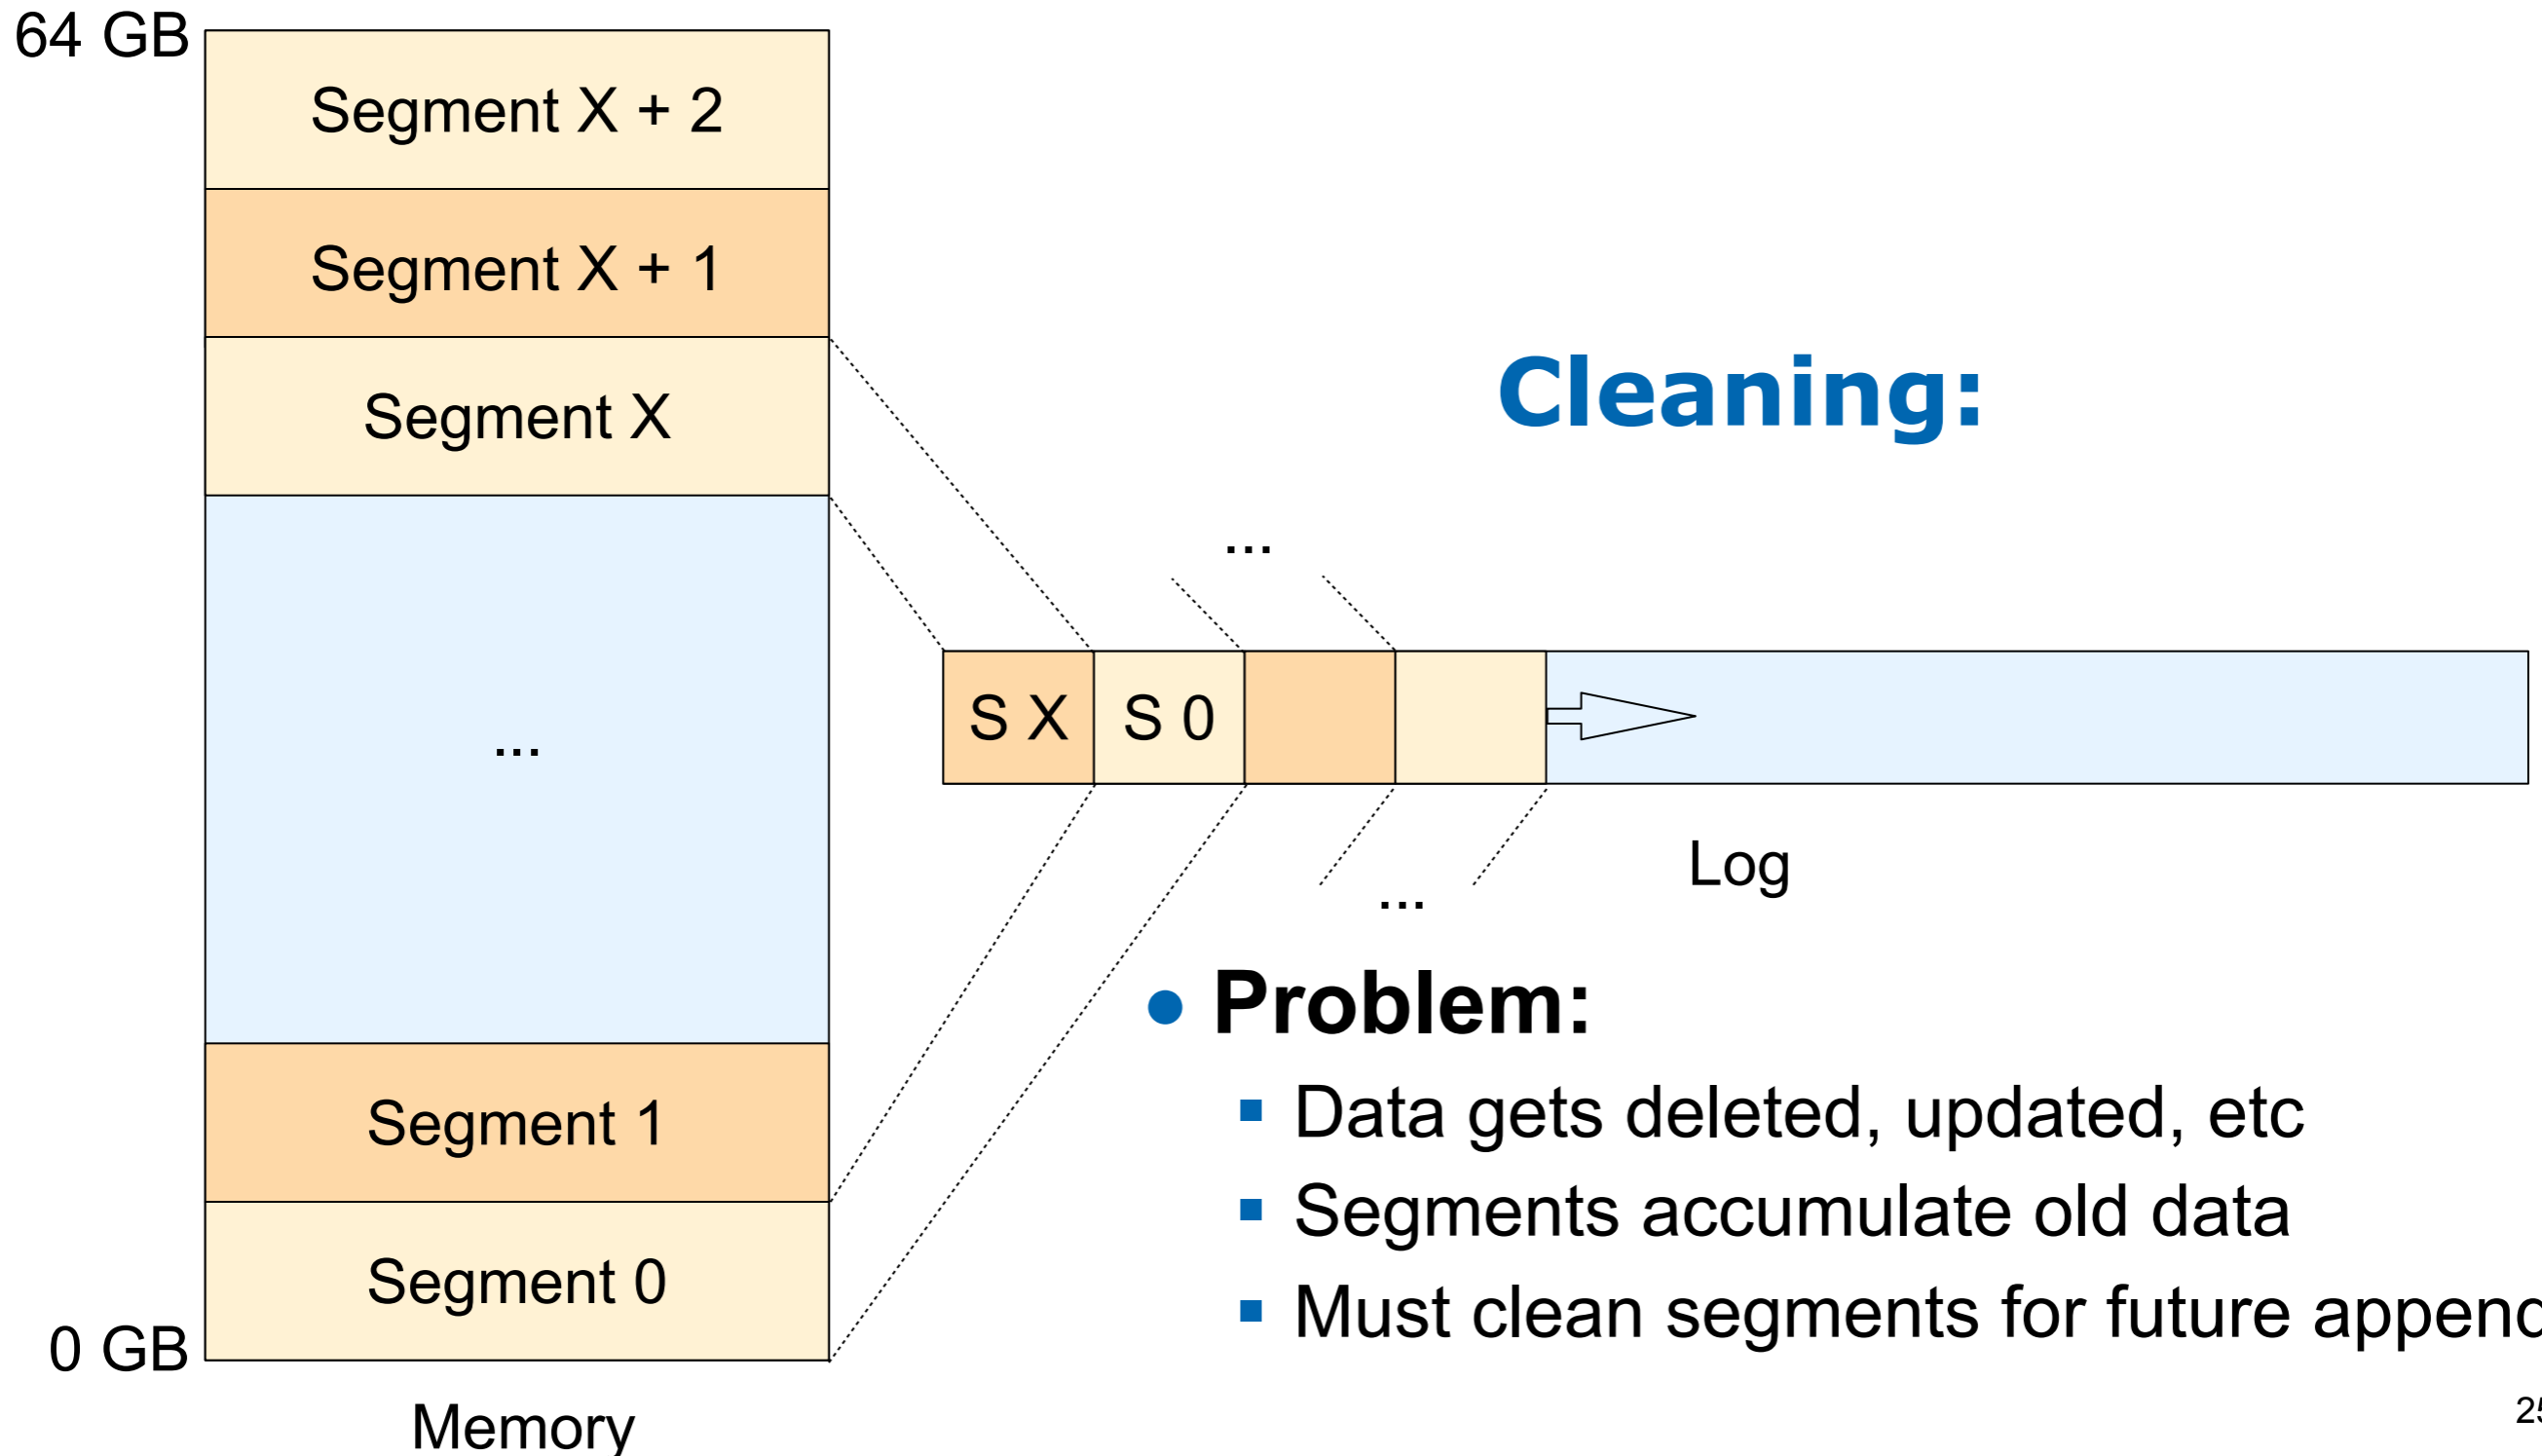 64 GB
Segment X + 2
Segment X + 1
Segment X
...
Segment 1
Segment 0
0 GB
Memory
Cleaning:
...
S X
S 0
...
Log
• Problem:
▪ Data gets deleted, updated, etc
▪ Segments accumulate old data
▪ Must clean segments for future